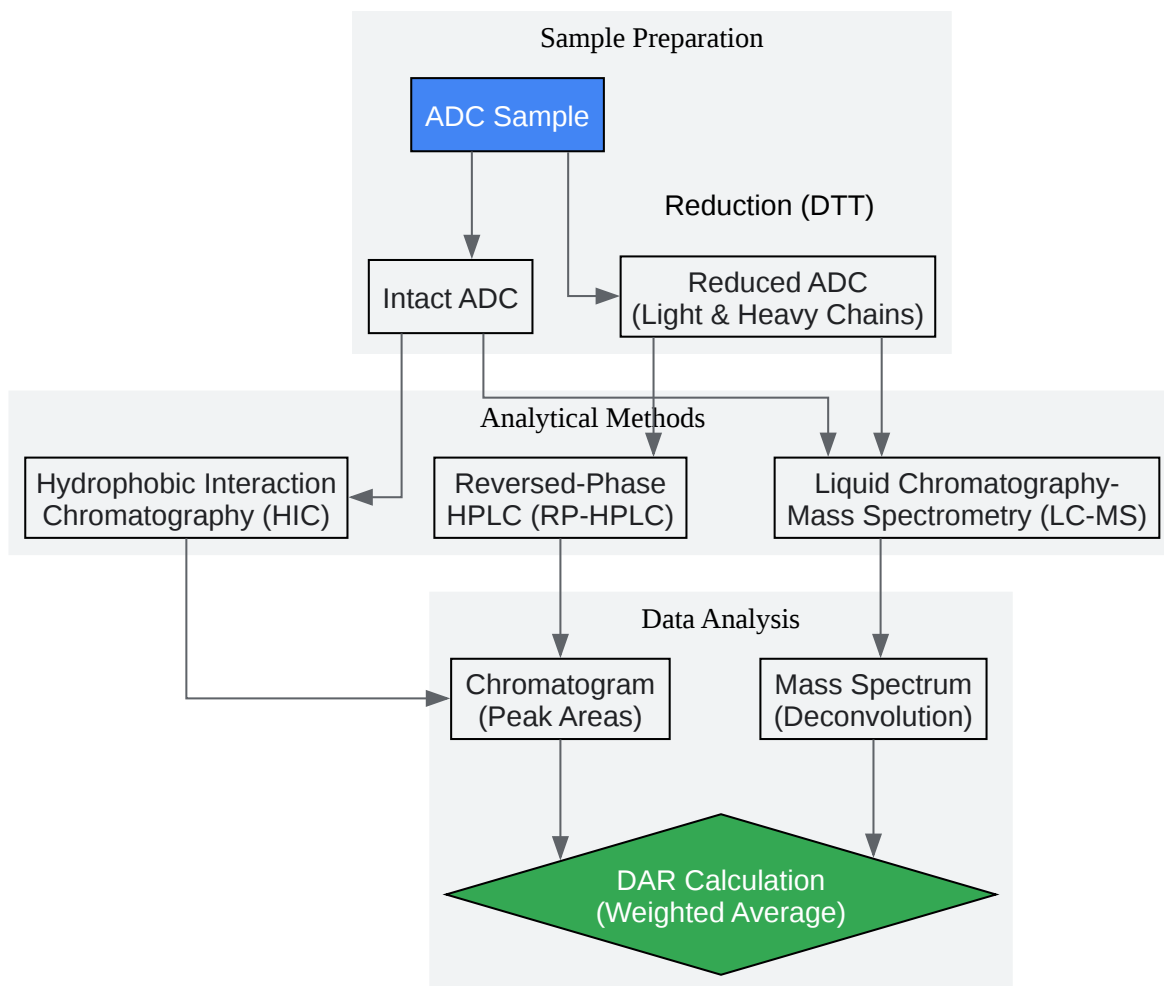 Sample Preparation
ADC Sample
Reduction (DTT)
Intact ADC
Reduced ADC
(Light & Heavy Chains)
Analytical Methods
Hydrophobic Interaction
Chromatography (HIC)
Reversed-Phase
HPLC (RP-HPLC)
Liquid Chromatography-
Mass Spectrometry (LC-MS)
Data Analysis
Chromatogram
(Peak Areas)
Mass Spectrum
(Deconvolution)
DAR Calculation
(Weighted Average)